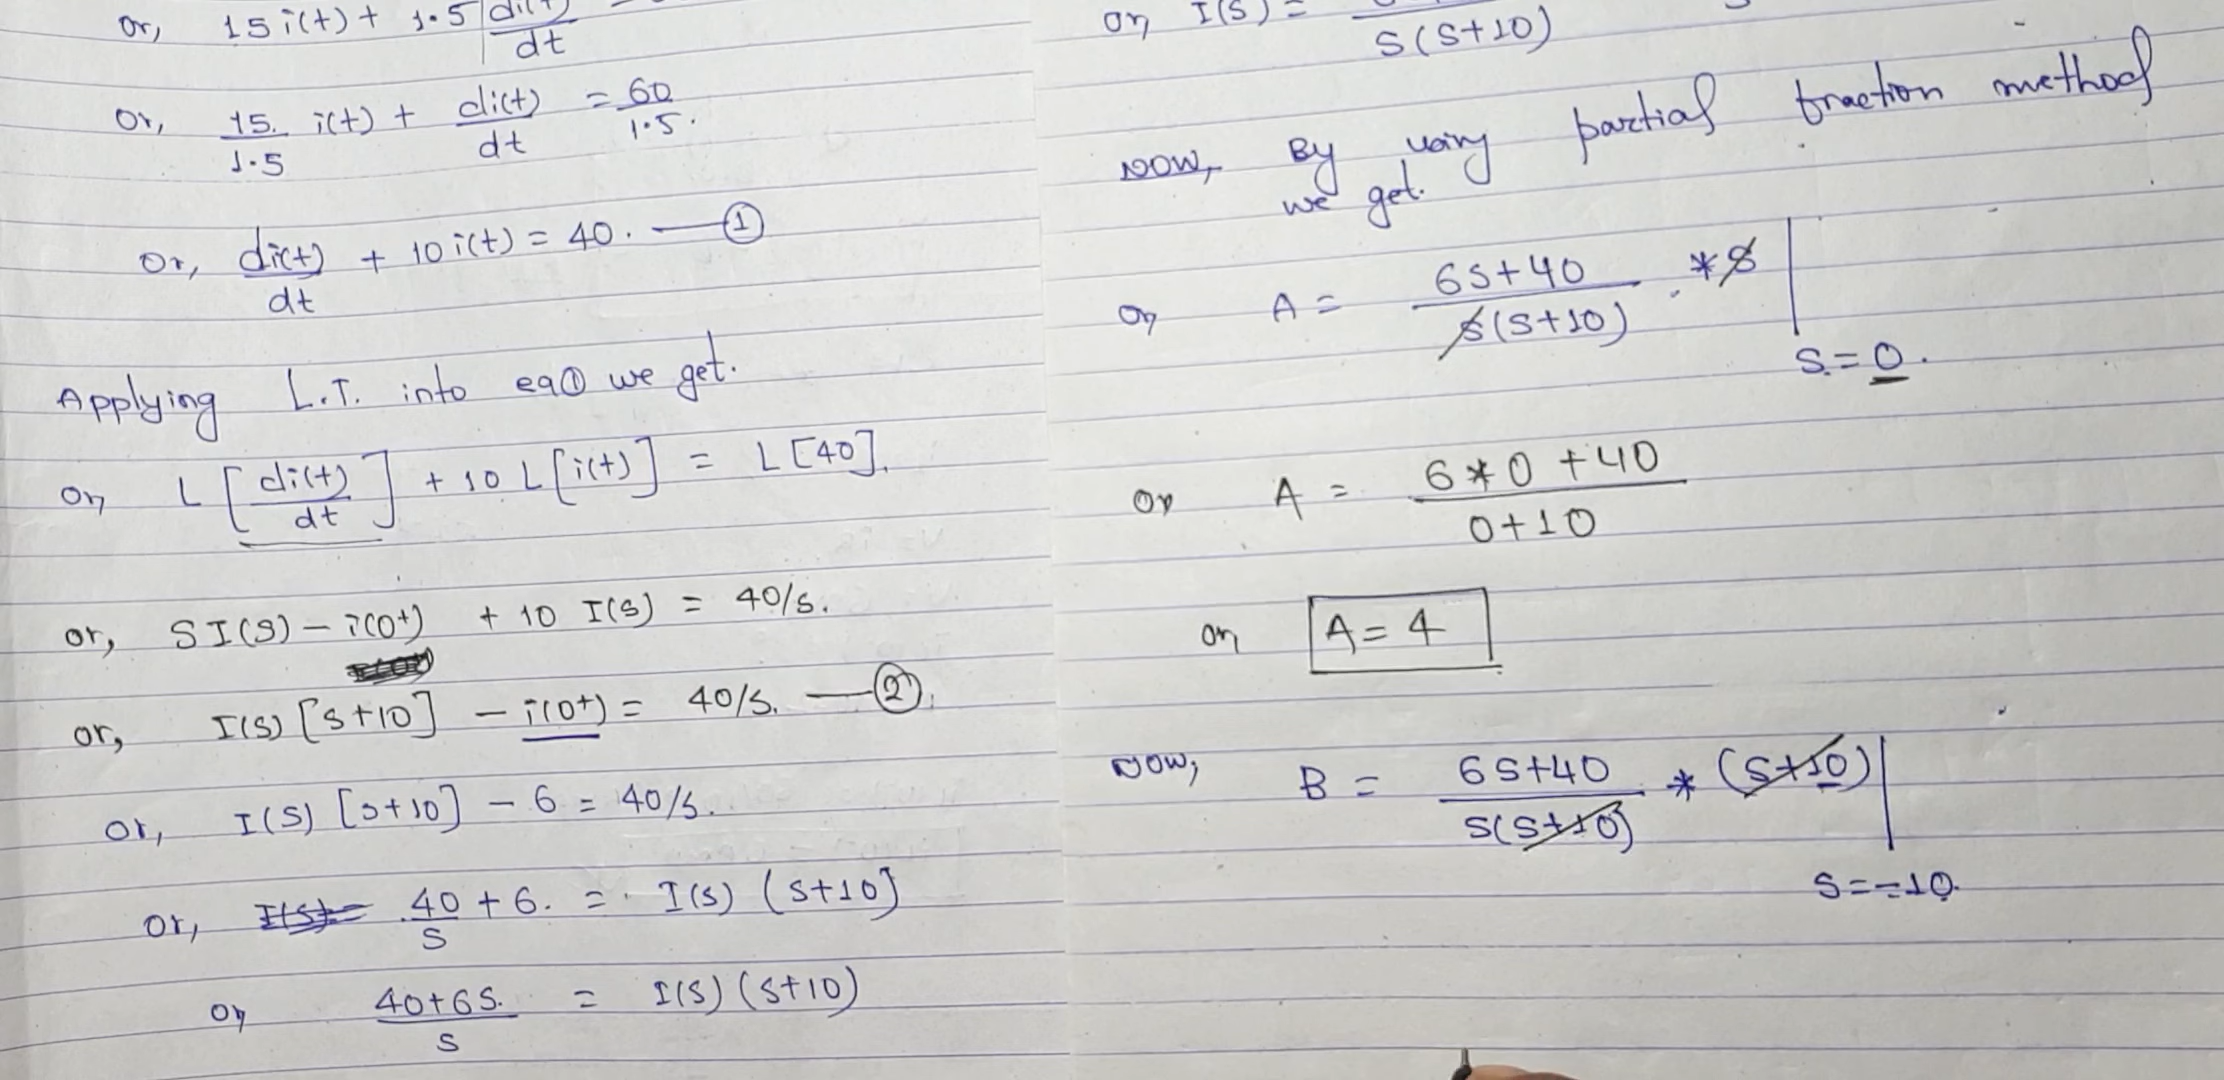 or, 15 i(t) + 1.5 di(t)/dt
or, 15/1.5 i(t) + di(t)/dt = 60/1.5.
or, di(t)/dt + 10 i(t) = 40. — ①
Applying L.T. into eq① we get.
or, L[di(t)/dt] + 10 L[i(t)] = L[40].
or, SI(S) - i(0+) + 10 I(S) = 40/s.
or, I(S) [s+10] - i(0+) = 40/s. — ②.
or, I(S) [s+10] - 6 = 40/s.
or, 40/s + 6. = I(s) (s+10]
or 40+6s./s = I(s) (s+10)
or, I(S) = s(s+10)
NOW, By using partial fraction method
we get.
or A = 6s+40/s(s+10) * s | s=0.
or A = 6*0+40/0+10
or A = 4
NOW, B = 6s+40/s(s+10) * (s+10) | s=-10.